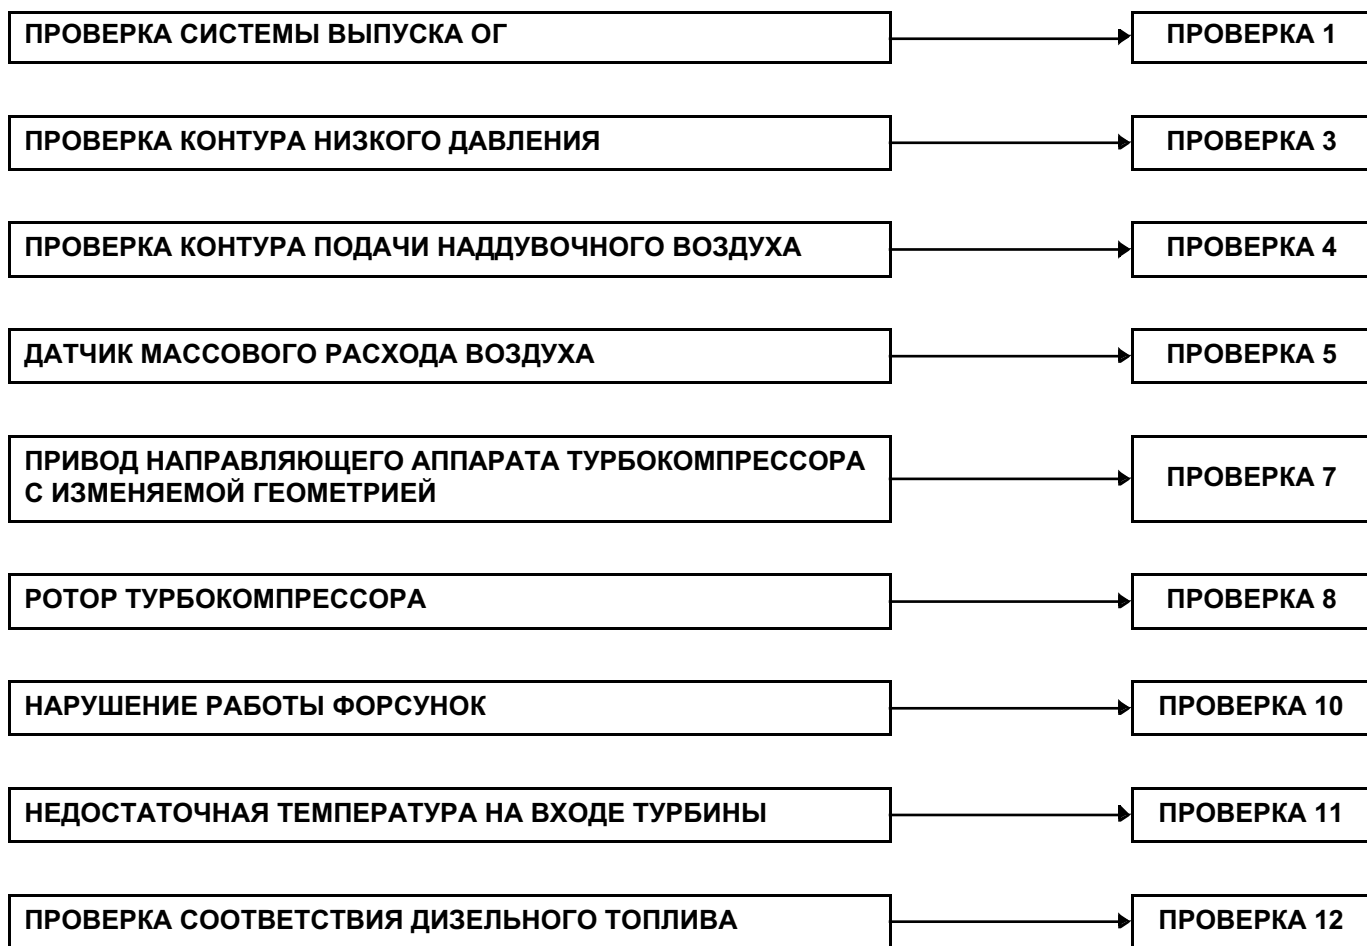 ПРОВЕРКА СИСТЕМЫ ВЫПУСКА ОГ
ПРОВЕРКА 1
ПРОВЕРКА КОНТУРА НИЗКОГО ДАВЛЕНИЯ
ПРОВЕРКА 3
ПРОВЕРКА КОНТУРА ПОДАЧИ НАДДУВОЧНОГО ВОЗДУХА
ПРОВЕРКА 4
ДАТЧИК МАССОВОГО РАСХОДА ВОЗДУХА
ПРОВЕРКА 5
ПРИВОД НАПРАВЛЯЮЩЕГО АППАРАТА ТУРБОКОМПРЕССОРА
С ИЗМЕНЯЕМОЙ ГЕОМЕТРИЕЙ
ПРОВЕРКА 7
РОТОР ТУРБОКОМПРЕССОРА
ПРОВЕРКА 8
НАРУШЕНИЕ РАБОТЫ ФОРСУНОК
ПРОВЕРКА 10
НЕДОСТАТОЧНАЯ ТЕМПЕРАТУРА НА ВХОДЕ ТУРБИНЫ
ПРОВЕРКА 11
ПРОВЕРКА СООТВЕТСТВИЯ ДИЗЕЛЬНОГО ТОПЛИВА
ПРОВЕРКА 12